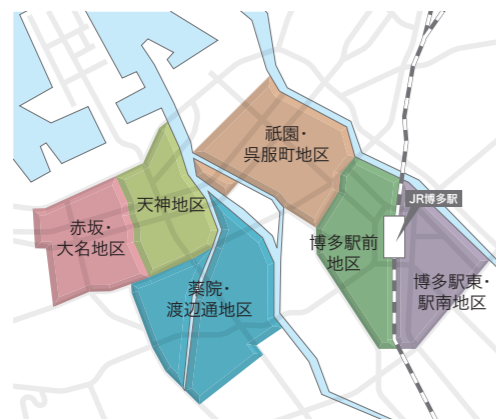 祇園・
呉服町地区
JR博多駅
天神地区
赤坂・
大名地区
博多駅前
地区
博多駅東・
駅南地区
薬院・
渡辺通地区